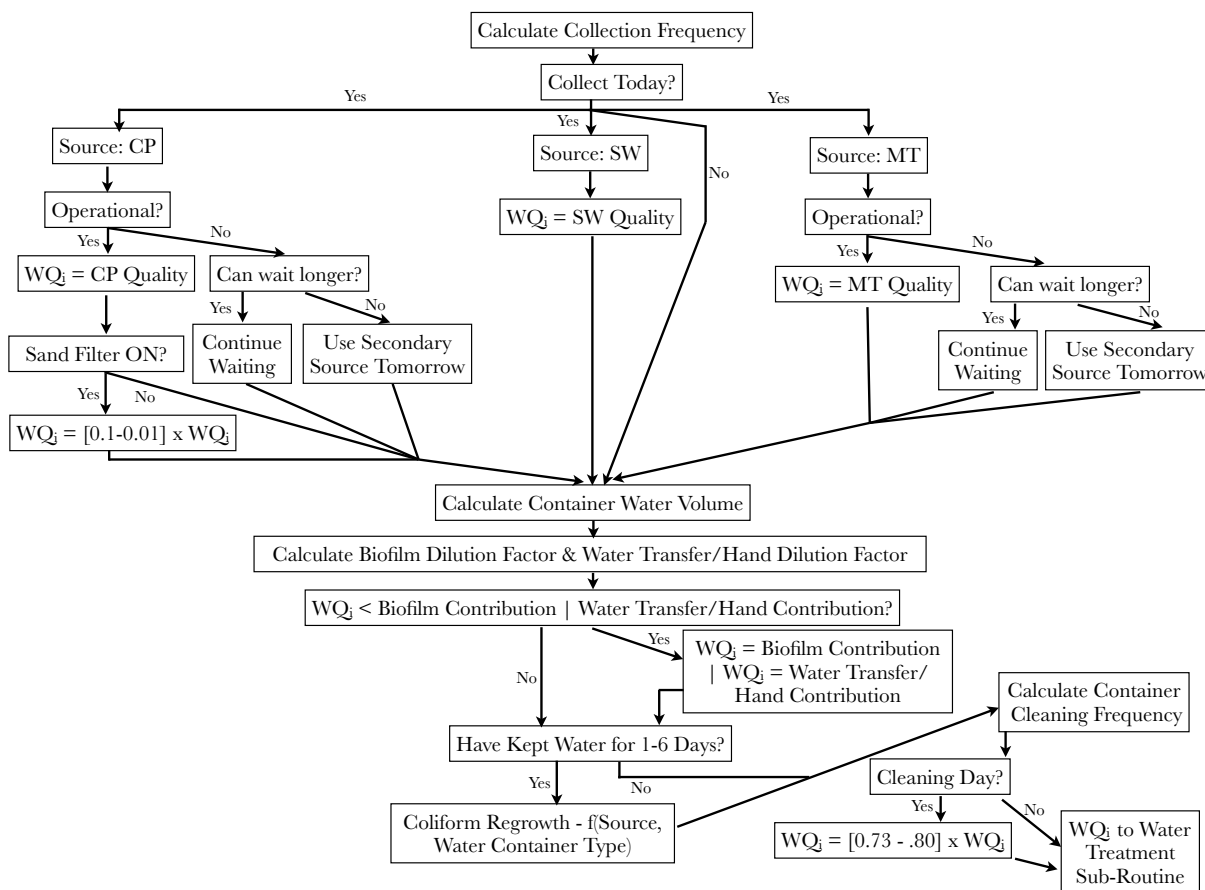 Calculate Collection Frequency
Collect Today?
Yes
Yes
Yes
No
Source: CP
Source: SW
Source: MT
Operational?
WQi = SW Quality
Operational?
Yes
No
Yes
No
WQi = CP Quality
Can wait longer?
WQi = MT Quality
Can wait longer?
Yes
No
Yes
No
Sand Filter ON?
Continue
Waiting
Use Secondary
Source Tomorrow
Continue
Waiting
Use Secondary
Source Tomorrow
Yes
No
WQi = [0.1-0.01] x WQi
Calculate Container Water Volume
Calculate Biofilm Dilution Factor & Water Transfer/Hand Dilution Factor
WQi < Biofilm Contribution | Water Transfer/Hand Contribution?
Yes
No
WQi = Biofilm Contribution
| WQi = Water Transfer/
Hand Contribution
Calculate Container
Cleaning Frequency
Have Kept Water for 1-6 Days?
Yes
No
Cleaning Day?
Yes
No
Coliform Regrowth - f(Source,
Water Container Type)
WQi = [0.73 - .80] x WQi
WQi to Water
Treatment
Sub-Routine